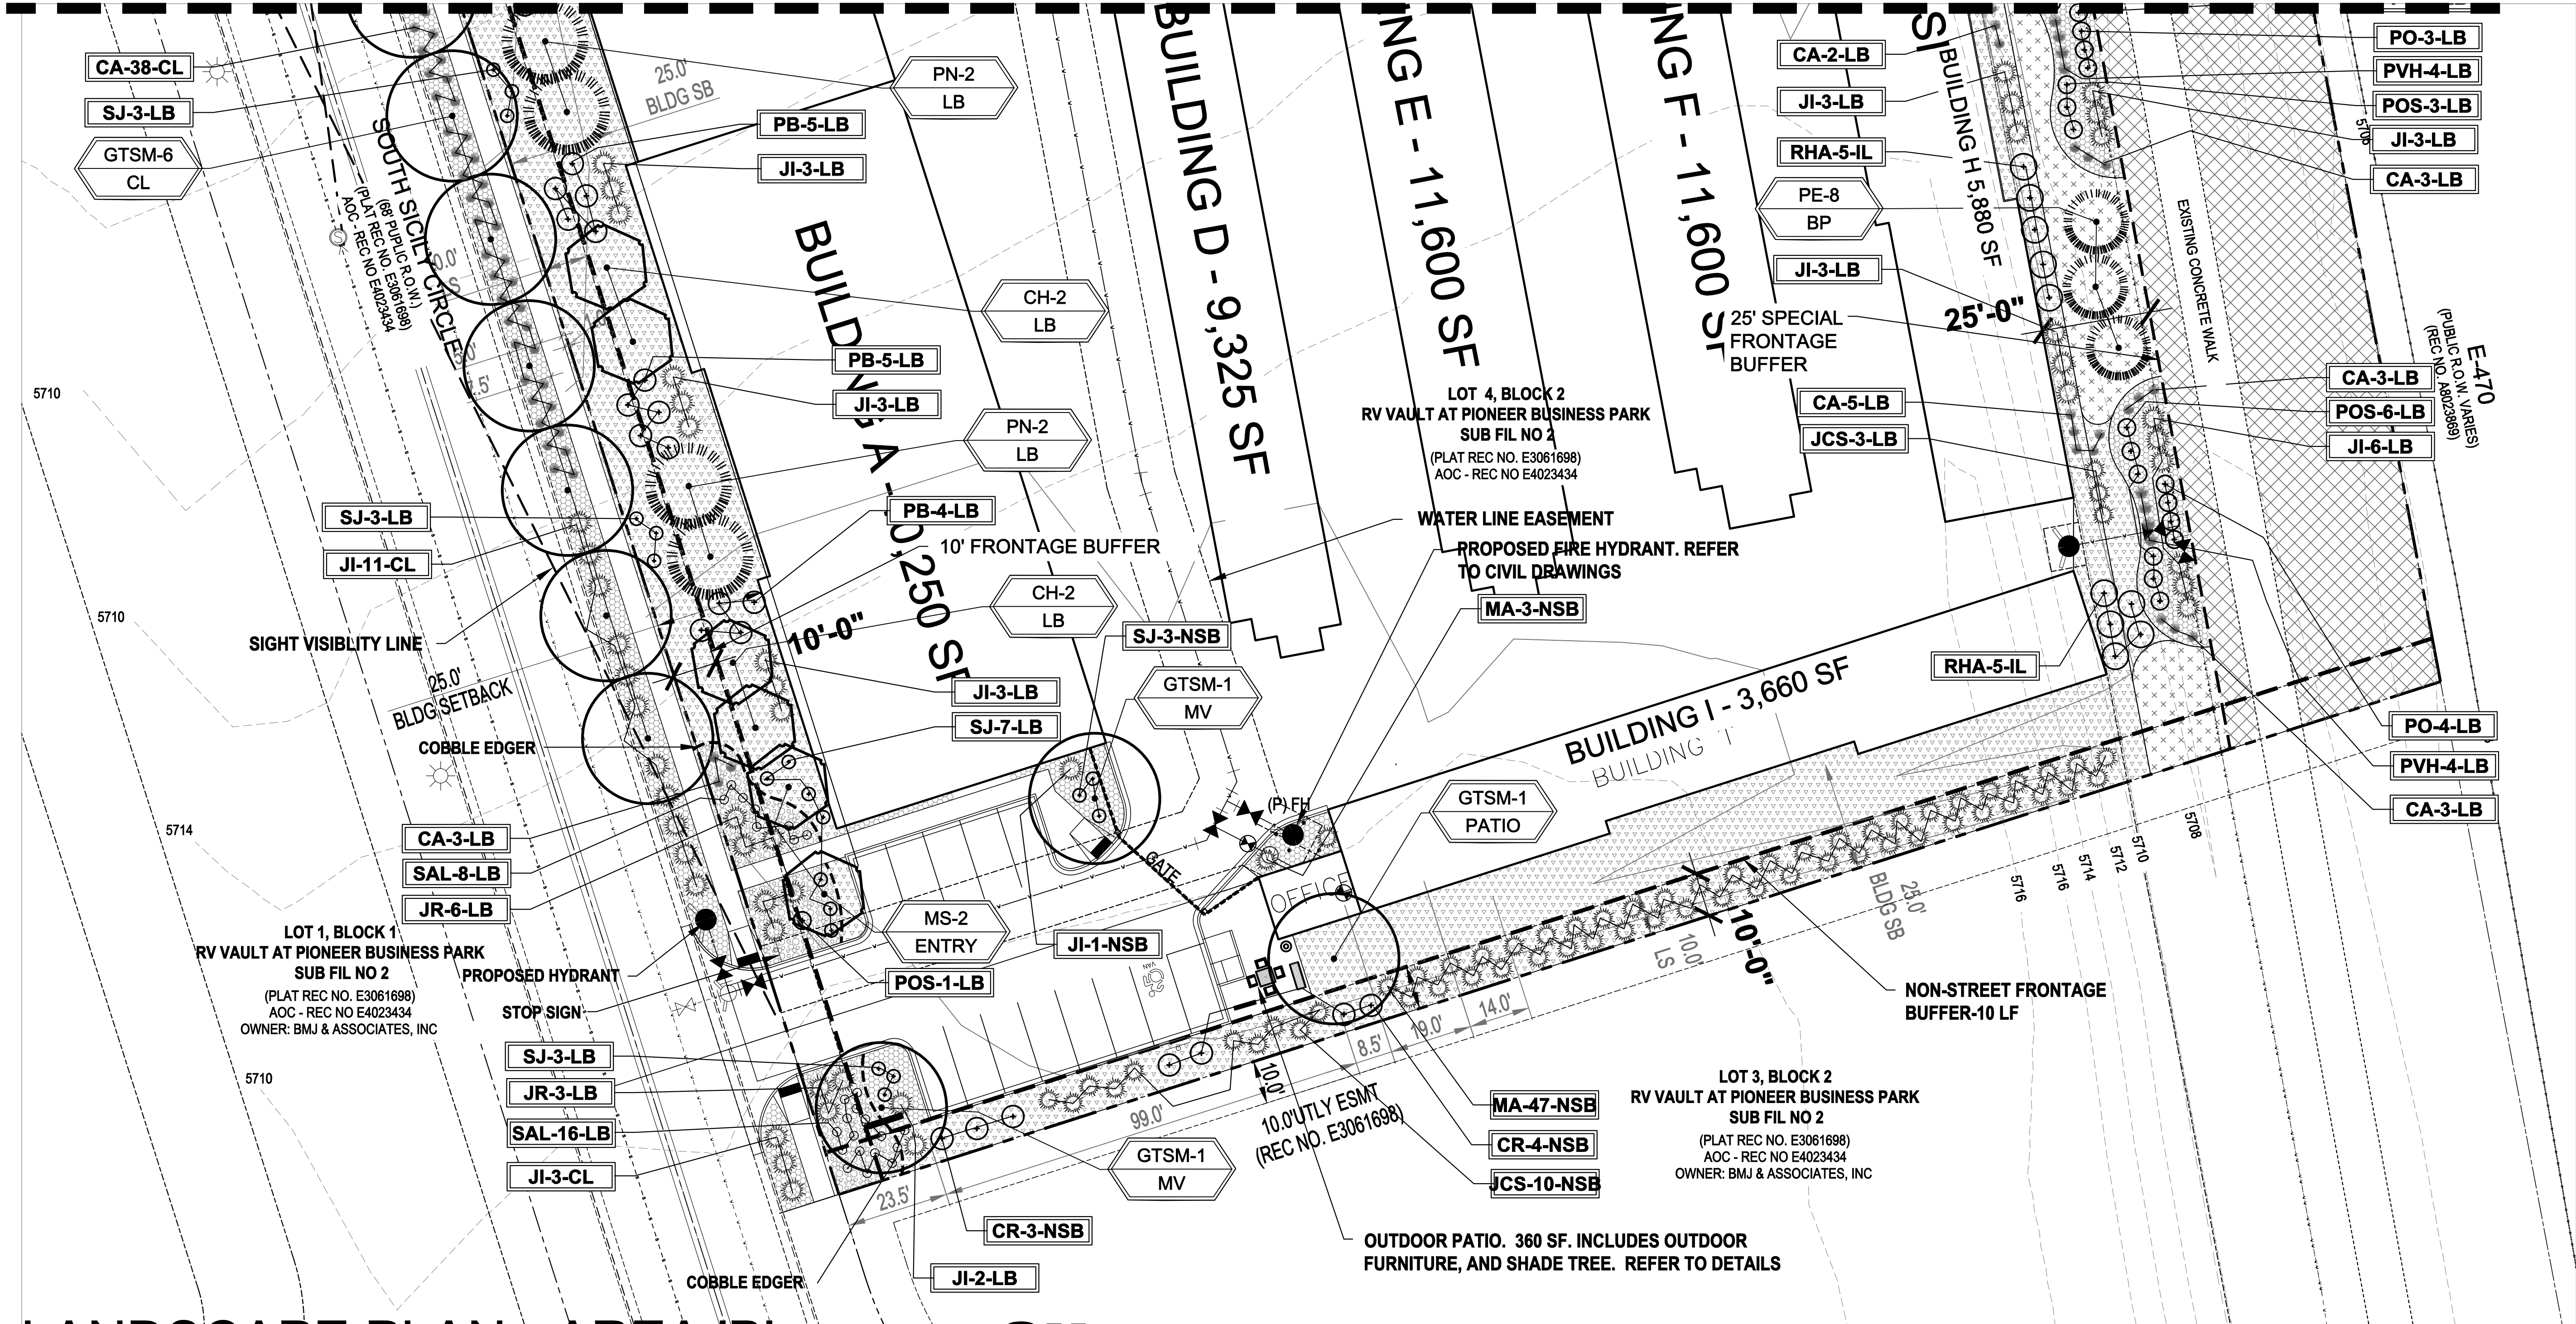 CA-38-CL
SJ-3-LB
GTSM-6
CL
SOUTH SICILY CIRCLE
(68' PUPLIC R.O.W.)
(PLAT REC NO. E3061698)
AOC - REC NO E4023434
25.0'
BLDG SB
PN-2
LB
PB-5-LB
JI-3-LB
CH-2
LB
PB-5-LB
JI-3-LB
PN-2
LB
PB-4-LB
10' FRONTAGE BUFFER
CH-2
LB
10'-0"
SJ-3-NSB
JI-3-LB
SJ-7-LB
GTSM-1
MV
BUILDING D - 9,325 SF
ING E - 11,600 SF
BUILDING H 5,880 SF
LOT 4, BLOCK 2
RV VAULT AT PIONEER BUSINESS PARK
SUB FIL NO 2
(PLAT REC NO. E3061698)
AOC - REC NO E4023434
WATER LINE EASEMENT
PROPOSED FIRE HYDRANT. REFER
TO CIVIL DRAWINGS
MA-3-NSB
CA-2-LB
JI-3-LB
RHA-5-IL
PE-8
BP
JI-3-LB
25' SPECIAL
FRONTAGE
BUFFER
25'-0"
CA-5-LB
JCS-3-LB
RHA-5-IL
PO-3-LB
PVH-4-LB
POS-3-LB
JI-3-LB
CA-3-LB
EXISTING CONCRETE WALK
E-470
(PUBLIC R.O.W. VARIES)
(REC NO. A8023869)
CA-3-LB
POS-6-LB
JI-6-LB
PO-4-LB
PVH-4-LB
CA-3-LB
5710
SJ-3-LB
JI-11-CL
5710
SIGHT VISIBLITY LINE
25.0'
BLDG SETBACK
COBBLE EDGER
5714
CA-3-LB
SAL-8-LB
JR-6-LB
LOT 1, BLOCK 1
RV VAULT AT PIONEER BUSINESS PARK
SUB FIL NO 2
(PLAT REC NO. E3061698)
AOC - REC NO E4023434
OWNER: BMJ & ASSOCIATES, INC
PROPOSED HYDRANT
STOP SIGN
5710
SJ-3-LB
JR-3-LB
SAL-16-LB
JI-3-CL
MS-2
ENTRY
POS-1-LB
JI-1-NSB
GATE
(P) FH
OFFICE
VAN
BUILDING I - 3,660 SF
BUILDING
GTSM-1
PATIO
5716
5716
5714
5712
5710
5708
25.0'
BLDG SB
10.0'
LS
10'-0"
NON-STREET FRONTAGE
BUFFER-10 LF
14.0'
19.0'
8.5'
10.0'
99.0'
23.5'
10.0'UTLY ESMT
(REC NO. E3061698)
MA-47-NSB
CR-4-NSB
JCS-10-NSB
LOT 3, BLOCK 2
RV VAULT AT PIONEER BUSINESS PARK
SUB FIL NO 2
(PLAT REC NO. E3061698)
AOC - REC NO E4023434
OWNER: BMJ & ASSOCIATES, INC
GTSM-1
MV
CR-3-NSB
JI-2-LB
COBBLE EDGER
OUTDOOR PATIO. 360 SF. INCLUDES OUTDOOR
FURNITURE, AND SHADE TREE. REFER TO DETAILS